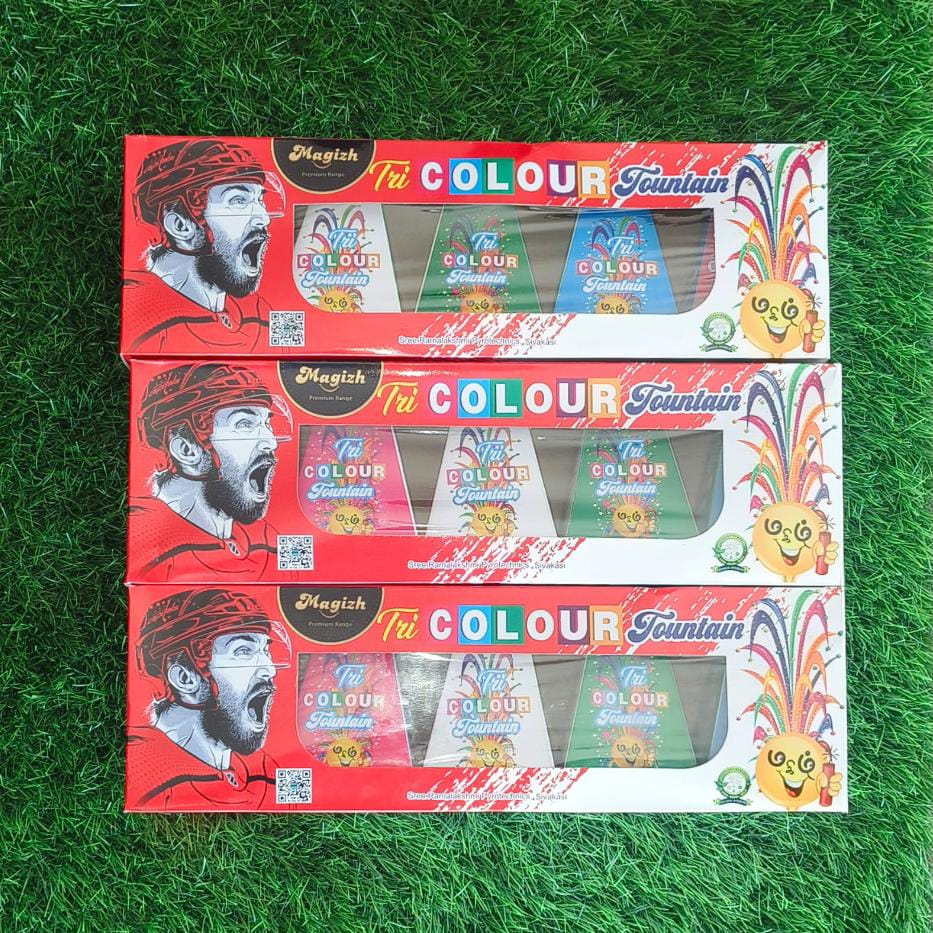 Magizh
Premium Range
Tri COLOUR Fountain
Tri
COLOUR
Fountain
Tri
COLOUR
Fountain
Tri
COLOUR
Fountain
Sree Ramalakshmi Pyrotechnics , Sivakasi
Magizh
Premium Range
Tri COLOUR Fountain
Tri
COLOUR
Fountain
Tri
COLOUR
Fountain
Tri
COLOUR
Fountain
Sree Ramalakshmi Pyrotechnics , Sivakasi
Magizh
Premium Range
Tri COLOUR Fountain
Tri
COLOUR
Fountain
Tri
COLOUR
Fountain
Tri
COLOUR
Fountain
Sree Ramalakshmi Pyrotechnics , Sivakasi